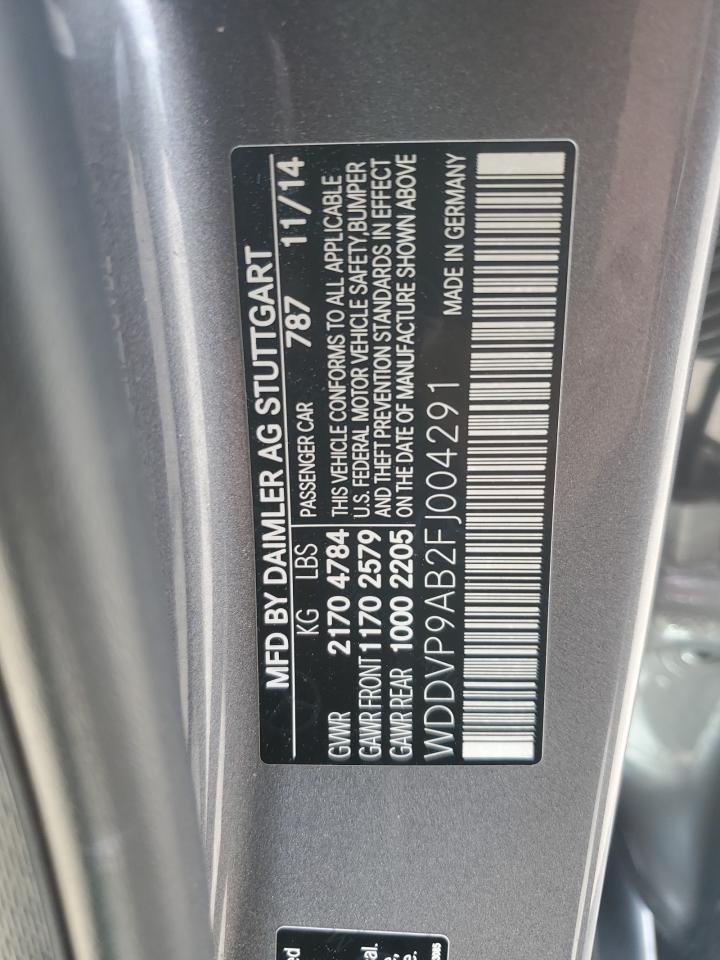 MFD BY DAIMLER AG STUTTGART
KG LBS PASSENGER CAR 787 11/14
GVWR 2170 4784 THIS VEHICLE CONFORMS TO ALL APPLICABLE
GAWR FRONT 1170 2579 U.S. FEDERAL MOTOR VEHICLE SAFETY,BUMPER
AND THEFT PREVENTION STANDARDS IN EFFECT
GAWR REAR 1000 2205 ON THE DATE OF MANUFACTURE SHOWN ABOVE
WDDVP9AB2FJ004291 MADE IN GERMANY